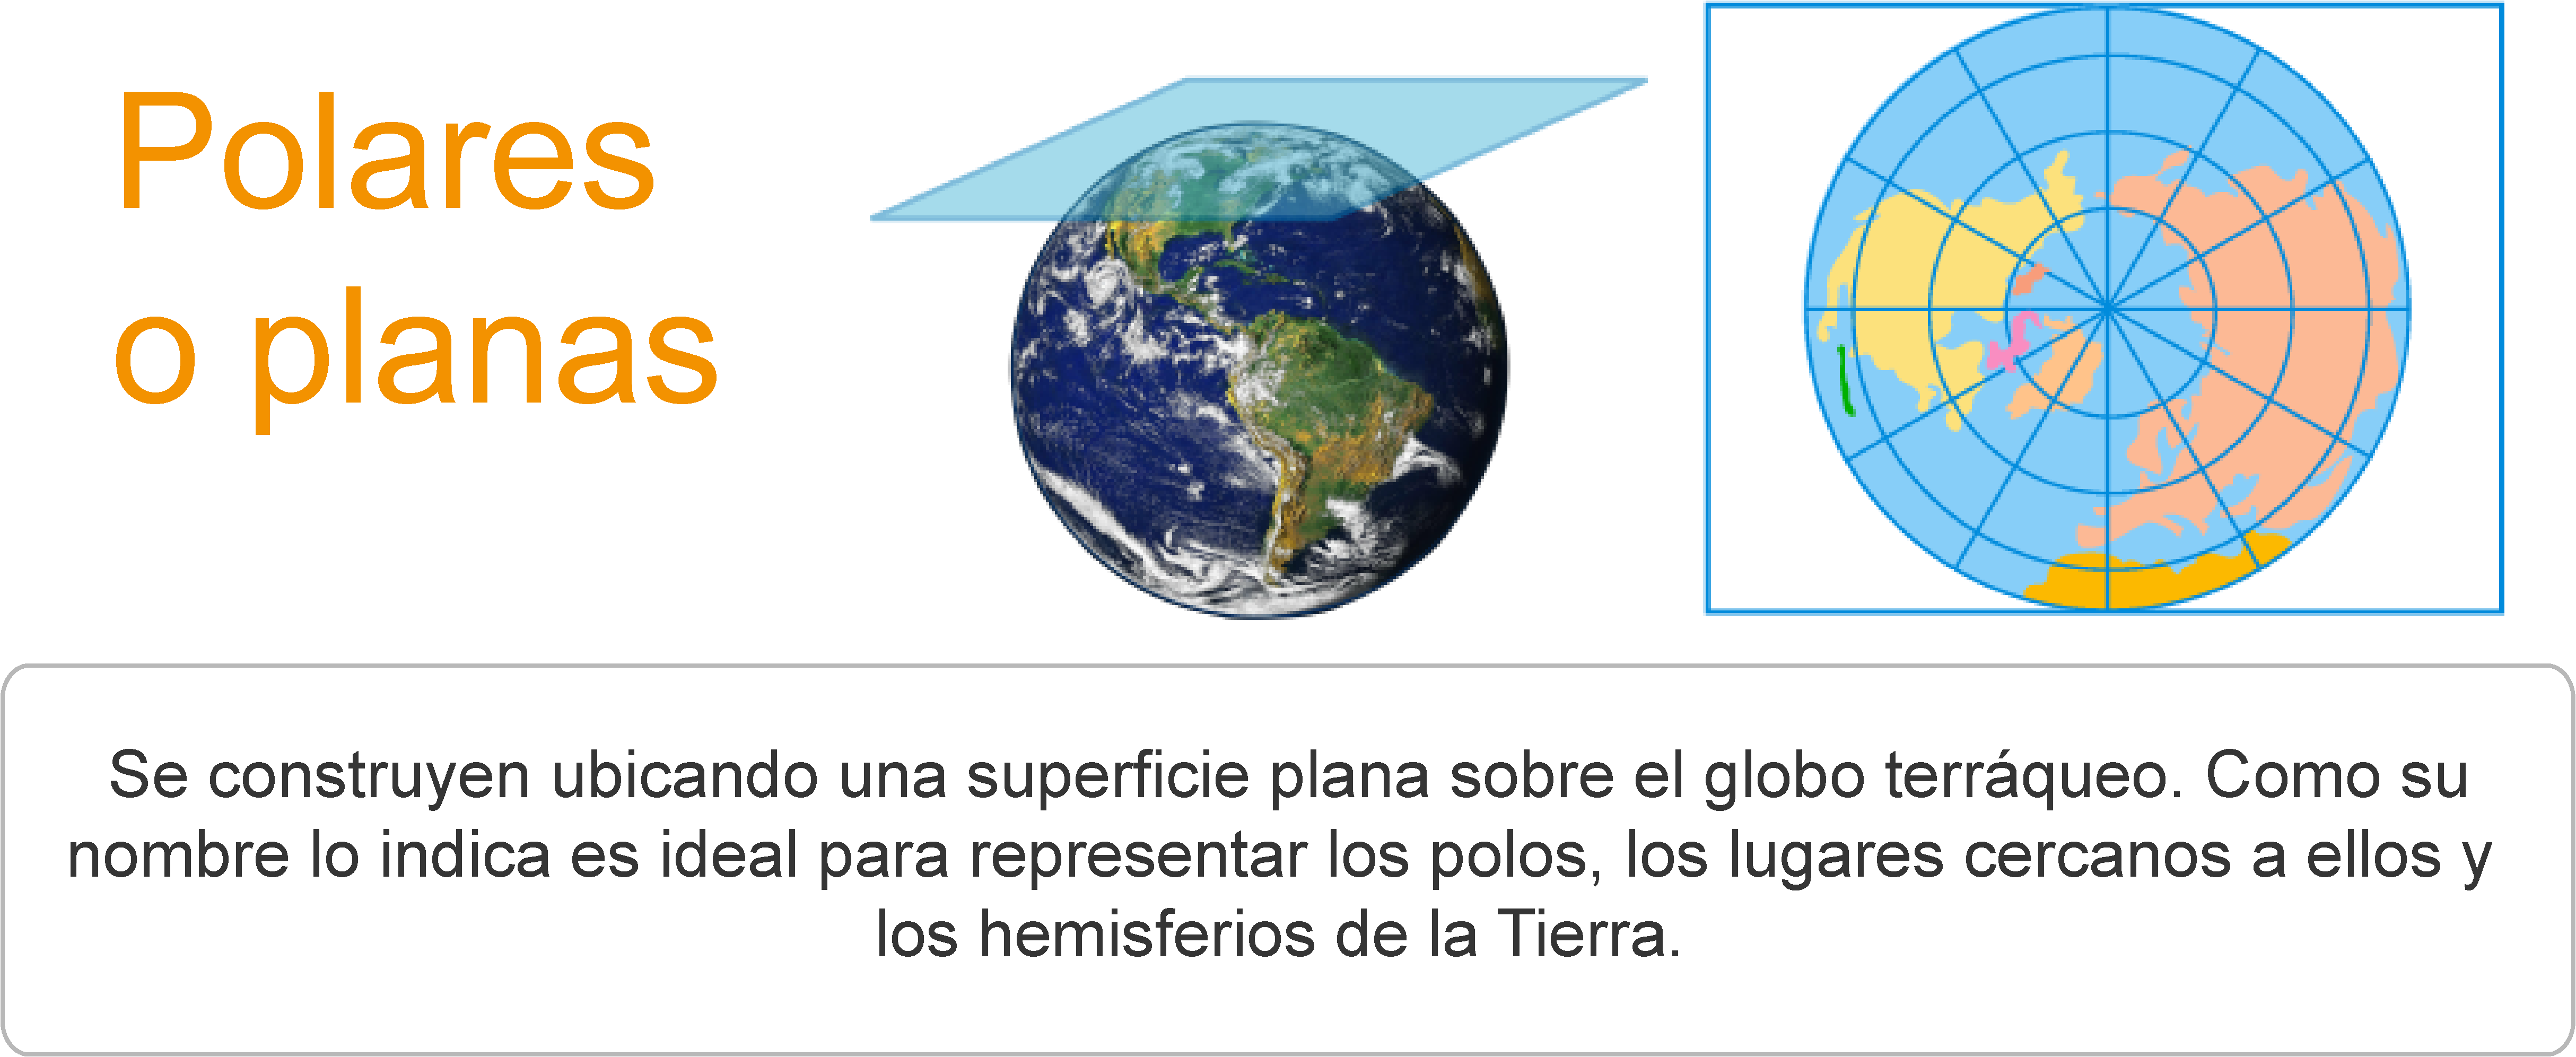 Polares
o planas
Se construyen ubicando una superficie plana sobre el globo terráqueo. Como su
nombre lo indica es ideal para representar los polos, los lugares cercanos a ellos y
los hemisferios de la Tierra.